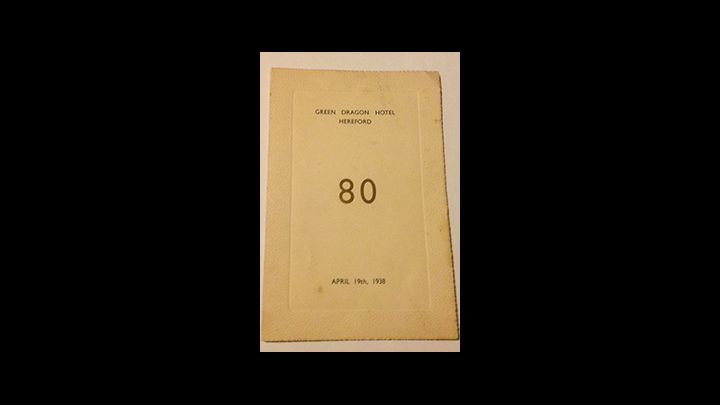 GREEN DRAGON HOTEL
HEREFORD
80
APRIL 19th, 1938